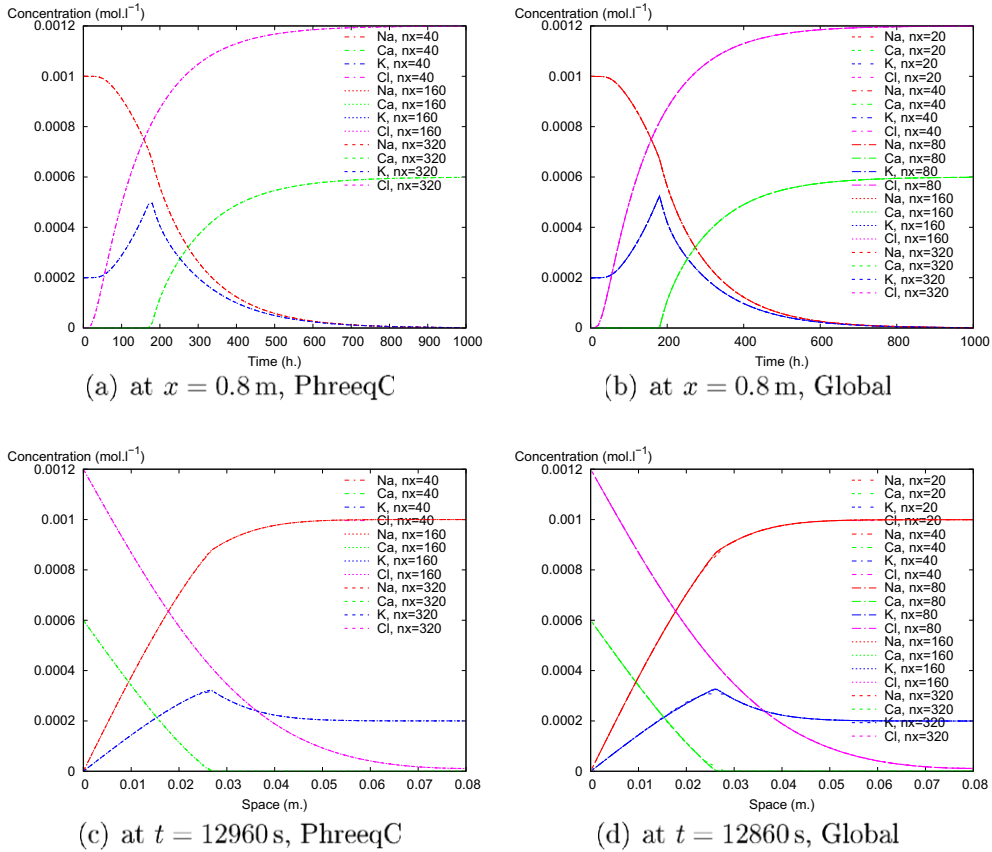 Concentration (mol.l⁻¹)
0.0012
0.001
0.0008
0.0006
0.0004
0.0002
0
0 100 200 300 400 500 600 700 800 900 1000
Time (h.)
Na, nx=40
Ca, nx=40
K, nx=40
Cl, nx=40
Na, nx=160
Ca, nx=160
K, nx=160
Cl, nx=160
Na, nx=320
Ca, nx=320
K, nx=320
Cl, nx=320
(a) at x = 0.8 m, PhreeqC
Concentration (mol.l⁻¹)
0.0012
0.001
0.0008
0.0006
0.0004
0.0002
0
0 200 400 600 800 1000
Time (h.)
Na, nx=20
Ca, nx=20
K, nx=20
Cl, nx=20
Na, nx=40
Ca, nx=40
K, nx=40
Cl, nx=40
Na, nx=80
Ca, nx=80
K, nx=80
Cl, nx=80
Na, nx=160
Ca, nx=160
K, nx=160
Cl, nx=160
Na, nx=320
Ca, nx=320
K, nx=320
Cl, nx=320
(b) at x = 0.8 m, Global
Concentration (mol.l⁻¹)
0.0012
0.001
0.0008
0.0006
0.0004
0.0002
0
0 0.01 0.02 0.03 0.04 0.05 0.06 0.07 0.08
Space (m.)
Na, nx=40
Ca, nx=40
K, nx=40
Cl, nx=40
Na, nx=160
Ca, nx=160
K, nx=160
Cl, nx=160
Na, nx=320
Ca, nx=320
K, nx=320
Cl, nx=320
(c) at t = 12960 s, PhreeqC
Concentration (mol.l⁻¹)
0.0012
0.001
0.0008
0.0006
0.0004
0.0002
0
0 0.01 0.02 0.03 0.04 0.05 0.06 0.07 0.08
Space (m.)
Na, nx=20
Ca, nx=20
K, nx=20
Cl, nx=20
Na, nx=40
Ca, nx=40
K, nx=40
Cl, nx=40
Na, nx=80
Ca, nx=80
K, nx=80
Cl, nx=80
Na, nx=160
Ca, nx=160
K, nx=160
Cl, nx=160
Na, nx=320
Ca, nx=320
K, nx=320
Cl, nx=320
(d) at t = 12860 s, Global